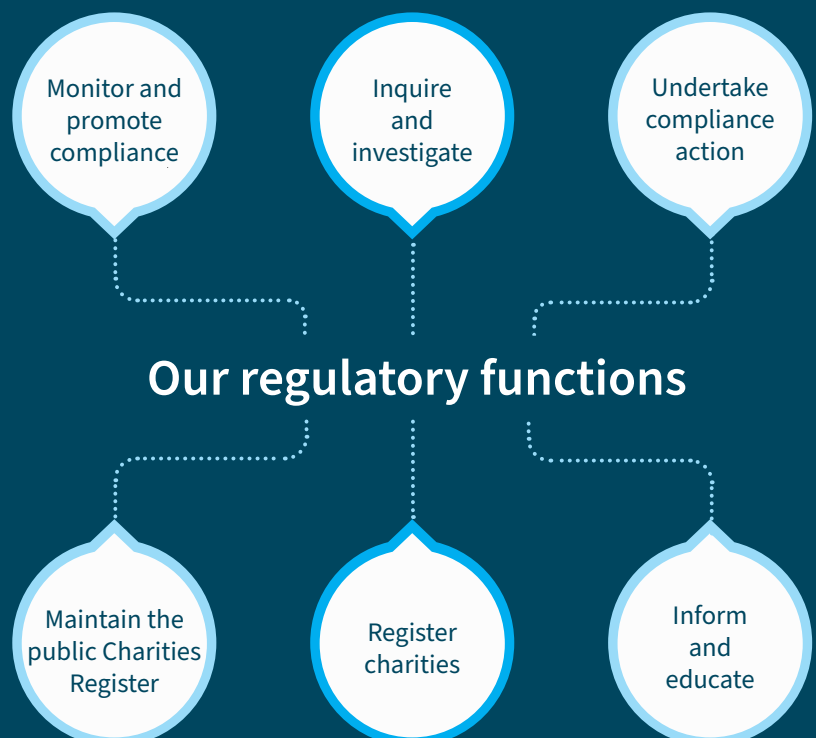 Monitor and
promote
compliance
Inquire
and
investigate
Undertake
compliance
action
Our regulatory functions
Maintain the
public Charities
Register
Register
charities
Inform
and
educate